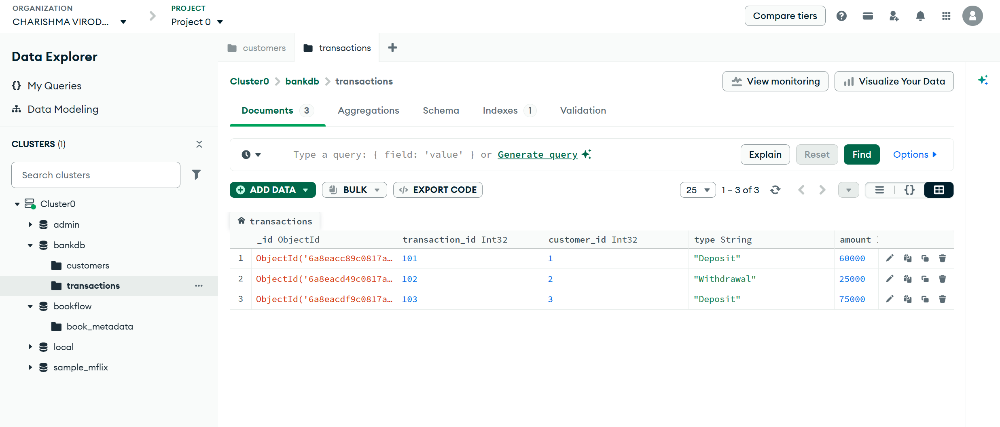 ORGANIZATION
CHARISHMA VIROD...
PROJECT
Project 0
Compare tiers
Data Explorer
My Queries
Data Modeling
CLUSTERS (1)
Search clusters
Cluster0
admin
bankdb
customers
transactions
bookflow
book_metadata
local
sample_mflix
customers
transactions
Cluster0 > bankdb > transactions
View monitoring
Visualize Your Data
Documents 3
Aggregations
Schema
Indexes 1
Validation
Type a query: { field: 'value' } or Generate query
Explain
Reset
Find
Options
ADD DATA
BULK
EXPORT CODE
25
1 – 3 of 3
transactions
_id ObjectId transaction_id Int32 customer_id Int32 type String amount
1 ObjectId('6a8eacc89c0817a… 101 1 "Deposit" 60000
2 ObjectId('6a8eacd49c0817a… 102 2 "Withdrawal" 25000
3 ObjectId('6a8eacdf9c0817a… 103 3 "Deposit" 75000